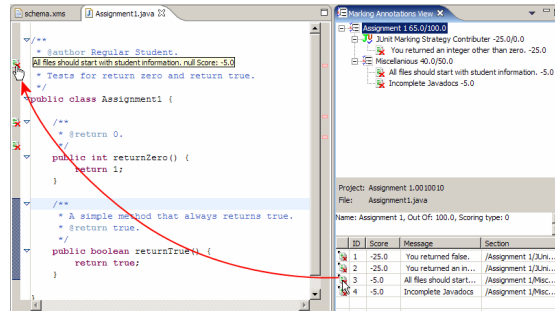 schema.xms
Assignment1.java
/**
* @author Regular Student.
All files should start with student information. null Score: -5.0
* Tests for return zero and return true.
*/
public class Assignment1 {
/**
* @return 0.
*/
public int returnZero() {
return 1;
}
/**
* A simple method that always returns true.
* @return true.
*/
public boolean returnTrue() {
return true;
}
}
Marking Annotations View
Assignment 1 65.0/100.0
JUnit Marking Strategy Contributer -25.0/0.0
You returned an integer other than zero. -25.0
Miscellanious 40.0/50.0
All files should start with student information. -5.0
Incomplete Javadocs -5.0
Project: Assignment 1.0010010
File: Assignment1.java
Name: Assignment 1, Out Of: 100.0, Scoring type: 0
ID Score Message Section
1 -25.0 You returned false. /Assignment 1/JUni...
2 -25.0 You returned an in... /Assignment 1/JUni...
3 -5.0 All files should start... /Assignment 1/Misc...
4 -5.0 Incomplete Javadocs /Assignment 1/Misc...